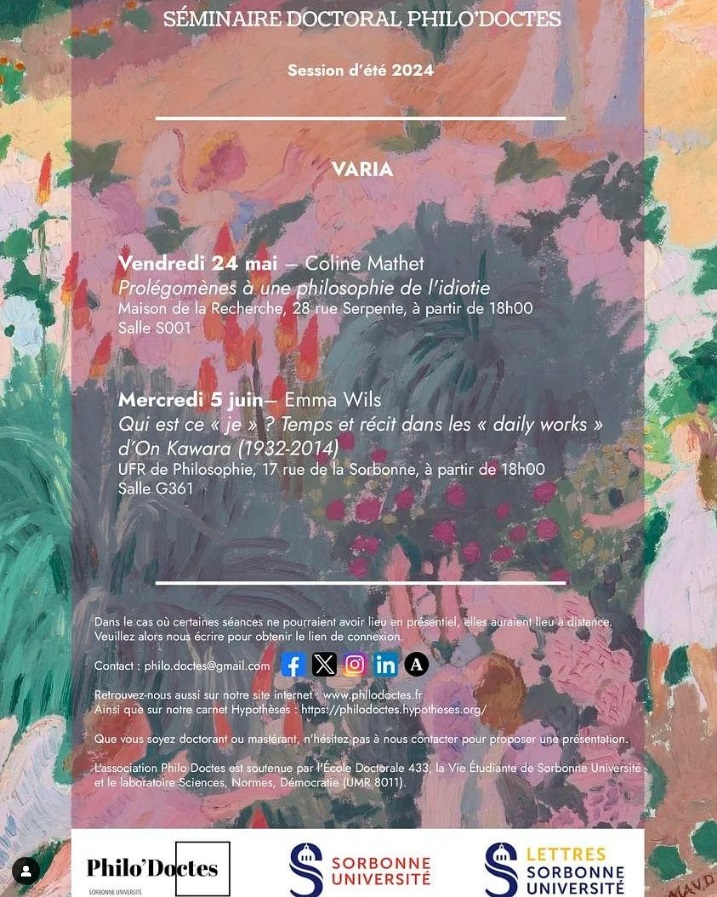 SÉMINAIRE DOCTORAL PHILO'DOCTES
Session d'été 2024
VARIA
Vendredi 24 mai – Coline Mathet
Prolégomènes à une philosophie de l'idiotie
Maison de la Recherche, 28 rue Serpente, à partir de 18h00
Salle S001
Mercredi 5 juin– Emma Wils
Qui est ce « je » ? Temps et récit dans les « daily works »
d'On Kawara (1932-2014)
UFR de Philosophie, 17 rue de la Sorbonne, à partir de 18h00
Salle G361
Dans le cas où certaines séances ne pourraient avoir lieu en présentiel, elles auraient lieu à distance.
Veuillez alors nous écrire pour obtenir le lien de connexion.
Contact : philo.doctes@gmail.com f X in A
Retrouvez-nous aussi sur notre site internet : www.philodoctes.fr
Ainsi que sur notre carnet Hypothèses : https://philodoctes.hypotheses.org/
Que vous soyez doctorant ou mastérant, n'hésitez pas à nous contacter pour proposer une présentation.
L'association Philo Doctes est soutenue par l'École Doctorale 433, la Vie Étudiante de Sorbonne Université
et le laboratoire Sciences, Normes, Démocratie (UMR 8011).
Philo'Doctes
SORBONNE UNIVERSITÉ
SORBONNE
UNIVERSITÉ
LETTRES
SORBONNE
UNIVERSITÉ
MAV.D